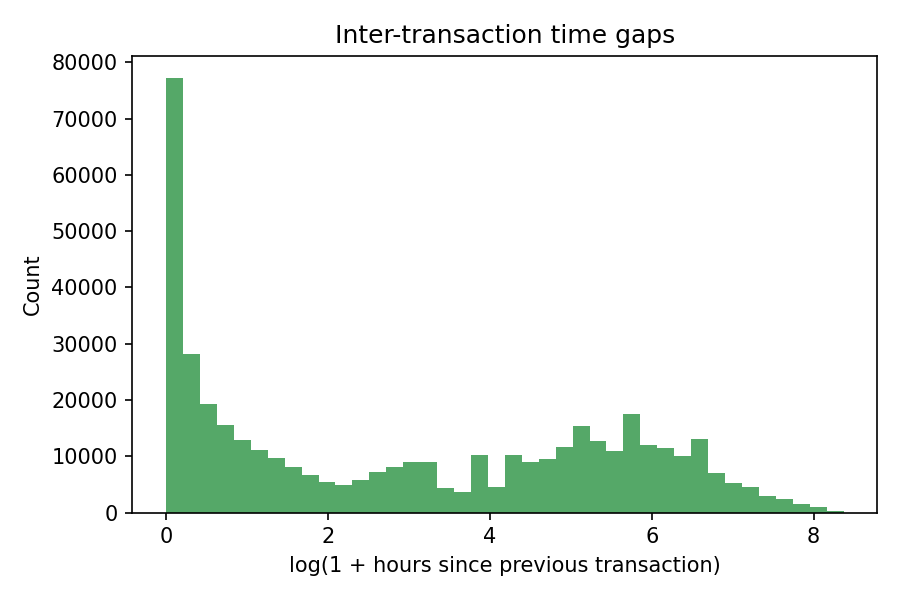 Inter-transaction time gaps
80000
70000
60000
50000
40000
30000
20000
10000
0
Count
0 2 4 6 8
log(1 + hours since previous transaction)